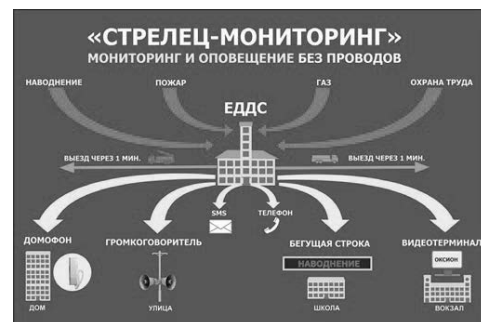 «СТРЕЛЕЦ-МОНИТОРИНГ»
МОНИТОРИНГ И ОПОВЕЩЕНИЕ БЕЗ ПРОВОДОВ
НАВОДНЕНИЕ ПОЖАР ГАЗ ОХРАНА ТРУДА
ЕДДС
ВЫЕЗД ЧЕРЕЗ 1 МИН. ВЫЕЗД ЧЕРЕЗ 1 МИН.
SMS ТЕЛЕФОН
ДОМОФОН ГРОМКОГОВОРИТЕЛЬ БЕГУЩАЯ СТРОКА ВИДЕОТЕРМИНАЛ
НАВОДНЕНИЕ ОКСИОН
ДОМ УЛИЦА ШКОЛА ВОКЗАЛ